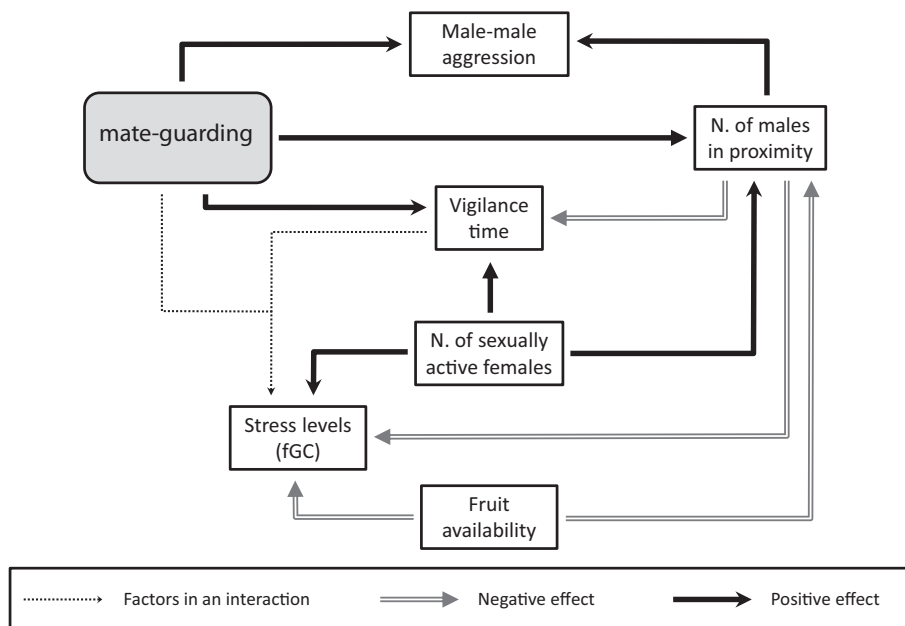 Male-male
aggression
mate-guarding
N. of males
in proximity
Vigilance
time
N. of sexually
active females
Stress levels
(fGC)
Fruit
availability
Factors in an interaction
Negative effect
Positive effect